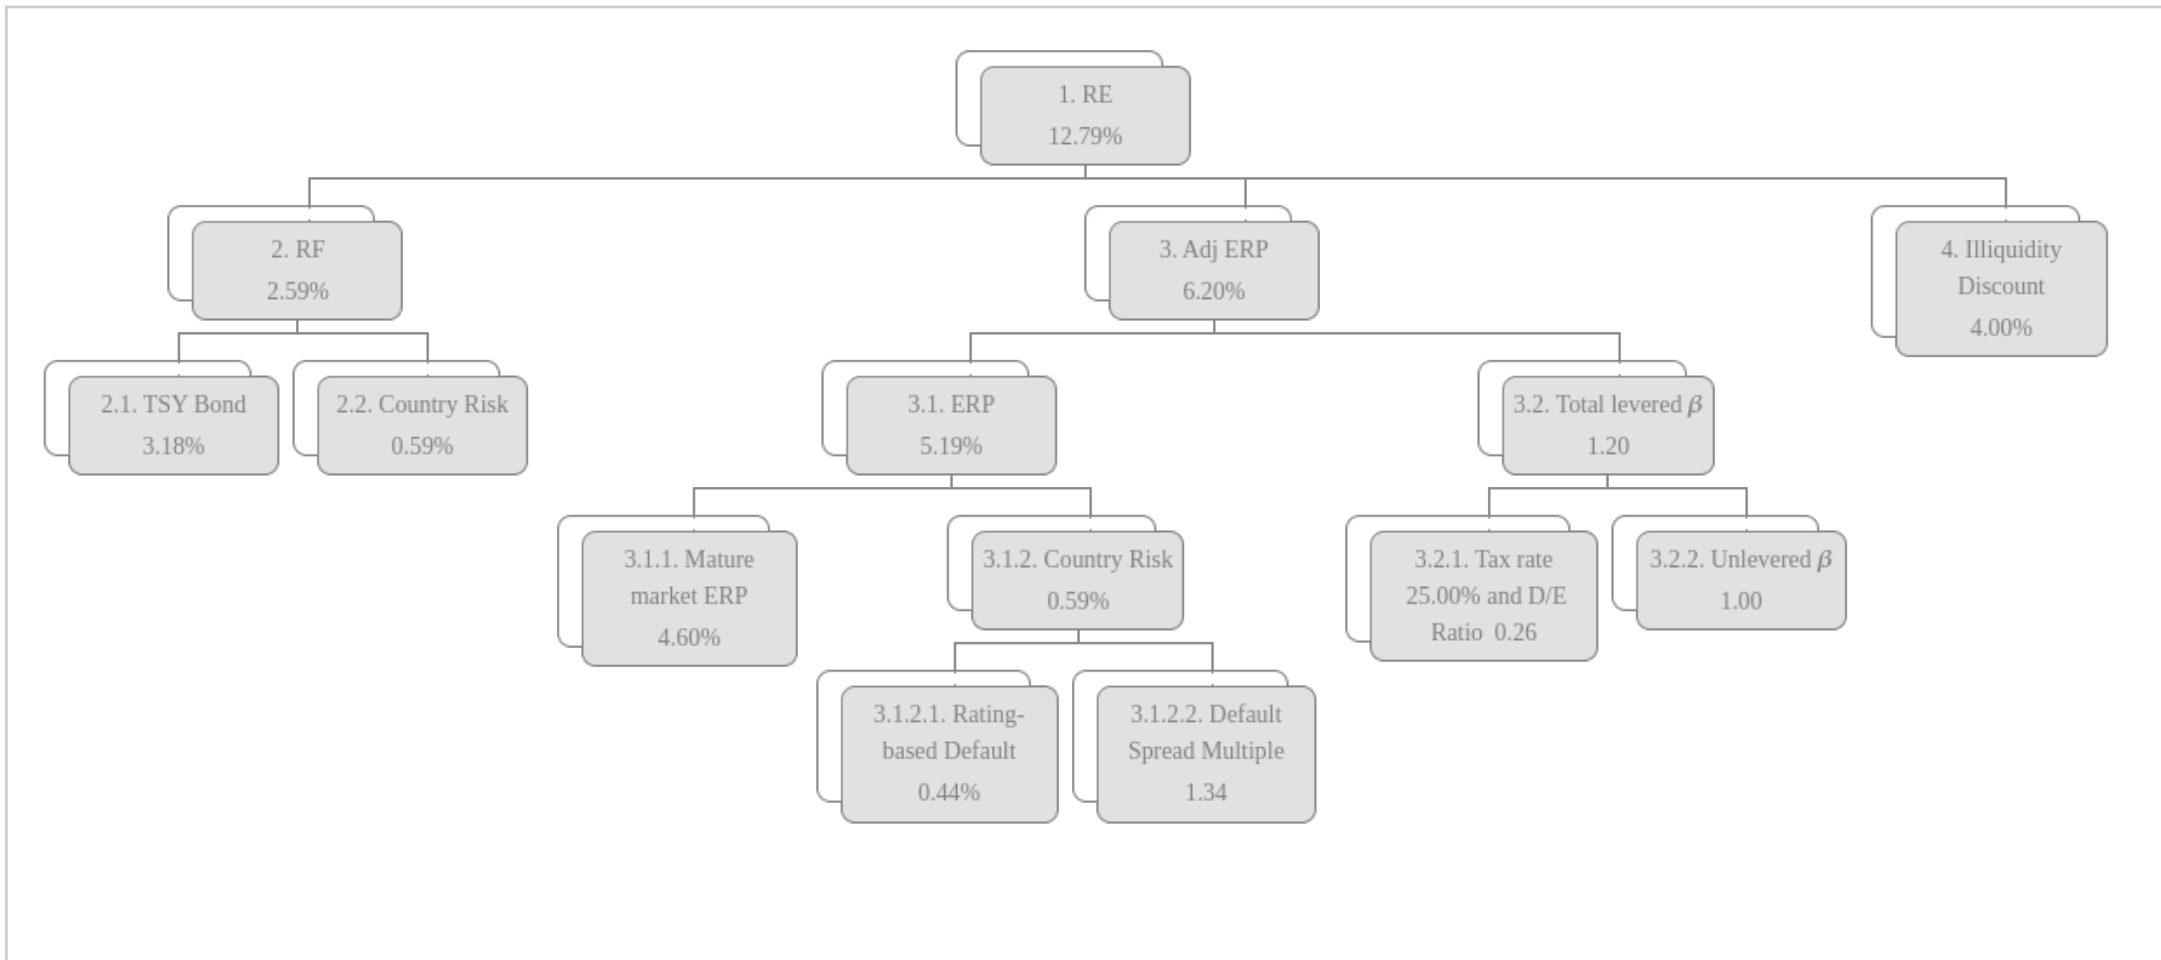 1. RE
12.79%
2. RF
2.59%
3. Adj ERP
6.20%
4. Illiquidity
Discount
4.00%
2.1. TSY Bond
3.18%
2.2. Country Risk
0.59%
3.1. ERP
5.19%
3.2. Total levered β
1.20
3.1.1. Mature
market ERP
4.60%
3.1.2. Country Risk
0.59%
3.2.1. Tax rate
25.00% and D/E
Ratio  0.26
3.2.2. Unlevered β
1.00
3.1.2.1. Rating-
based Default
0.44%
3.1.2.2. Default
Spread Multiple
1.34